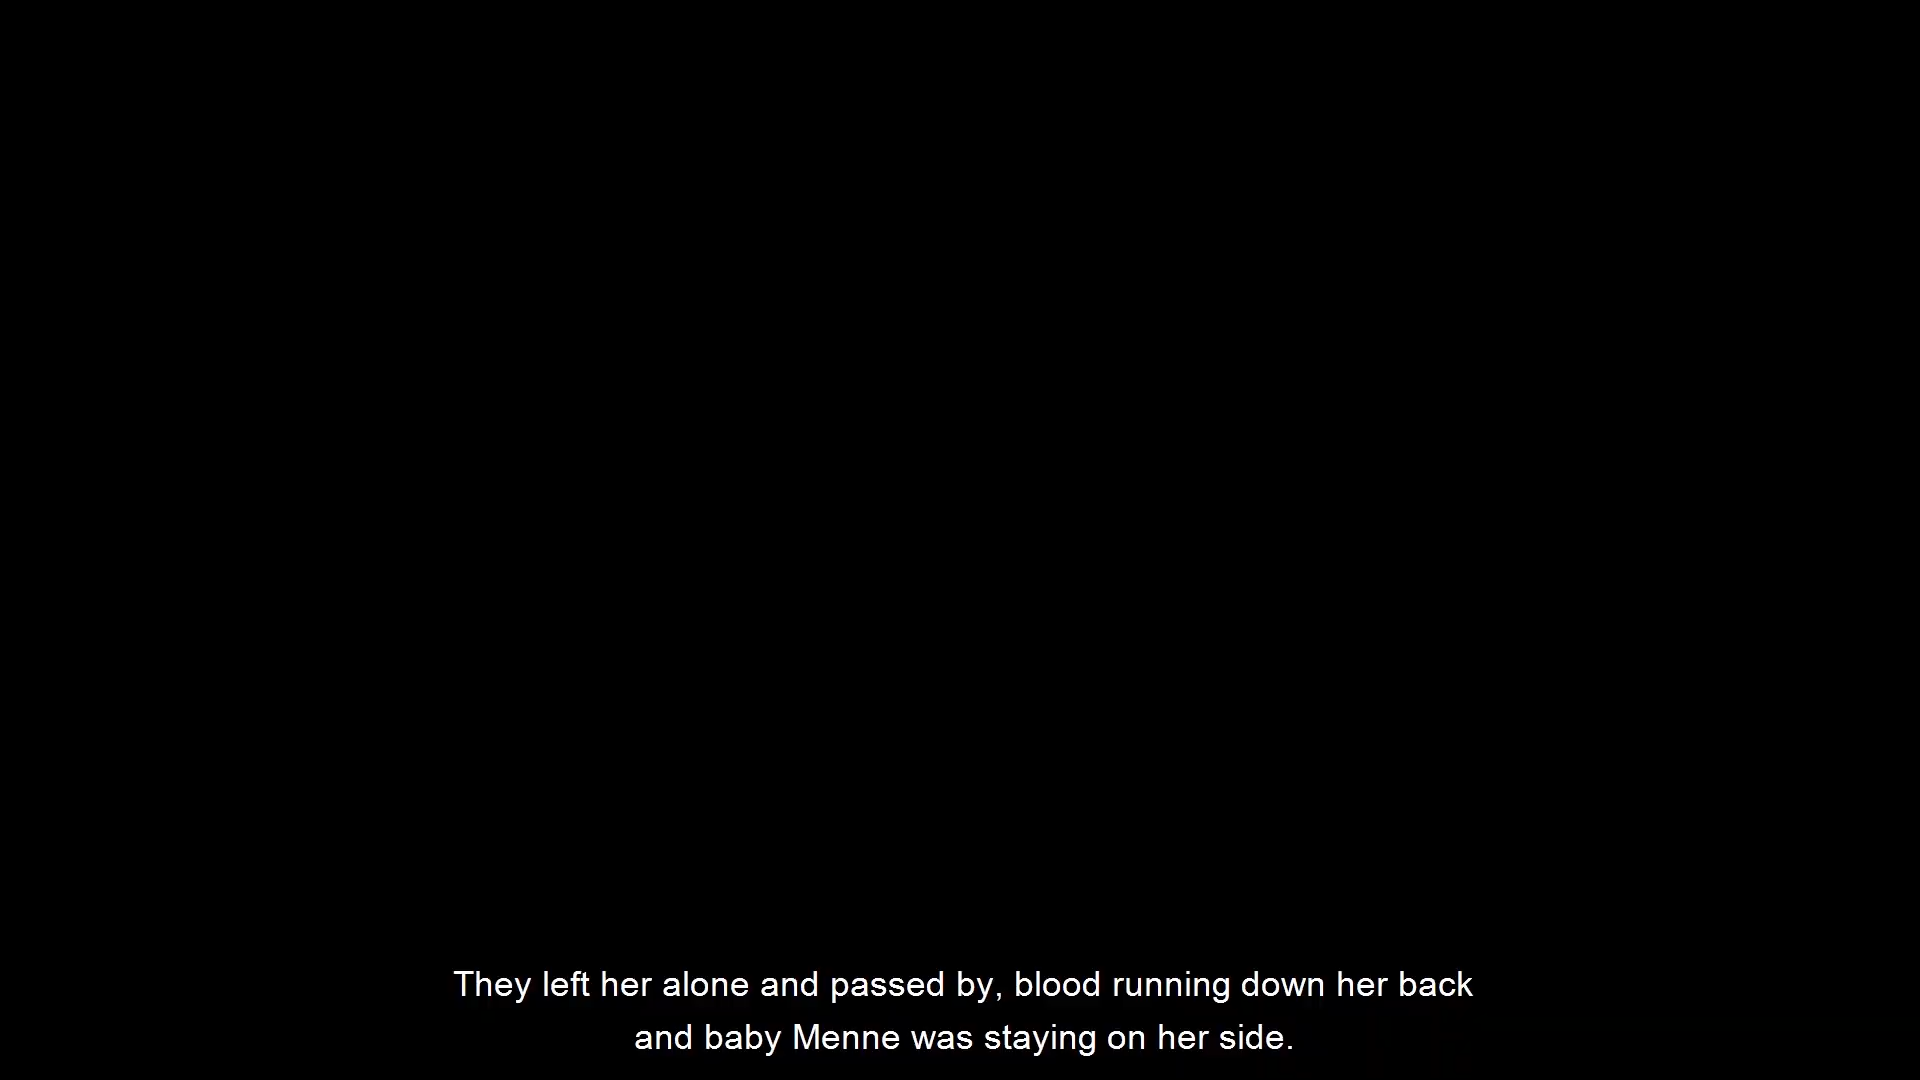 They left her alone and passed by, blood running down her back
and baby Menne was staying on her side.